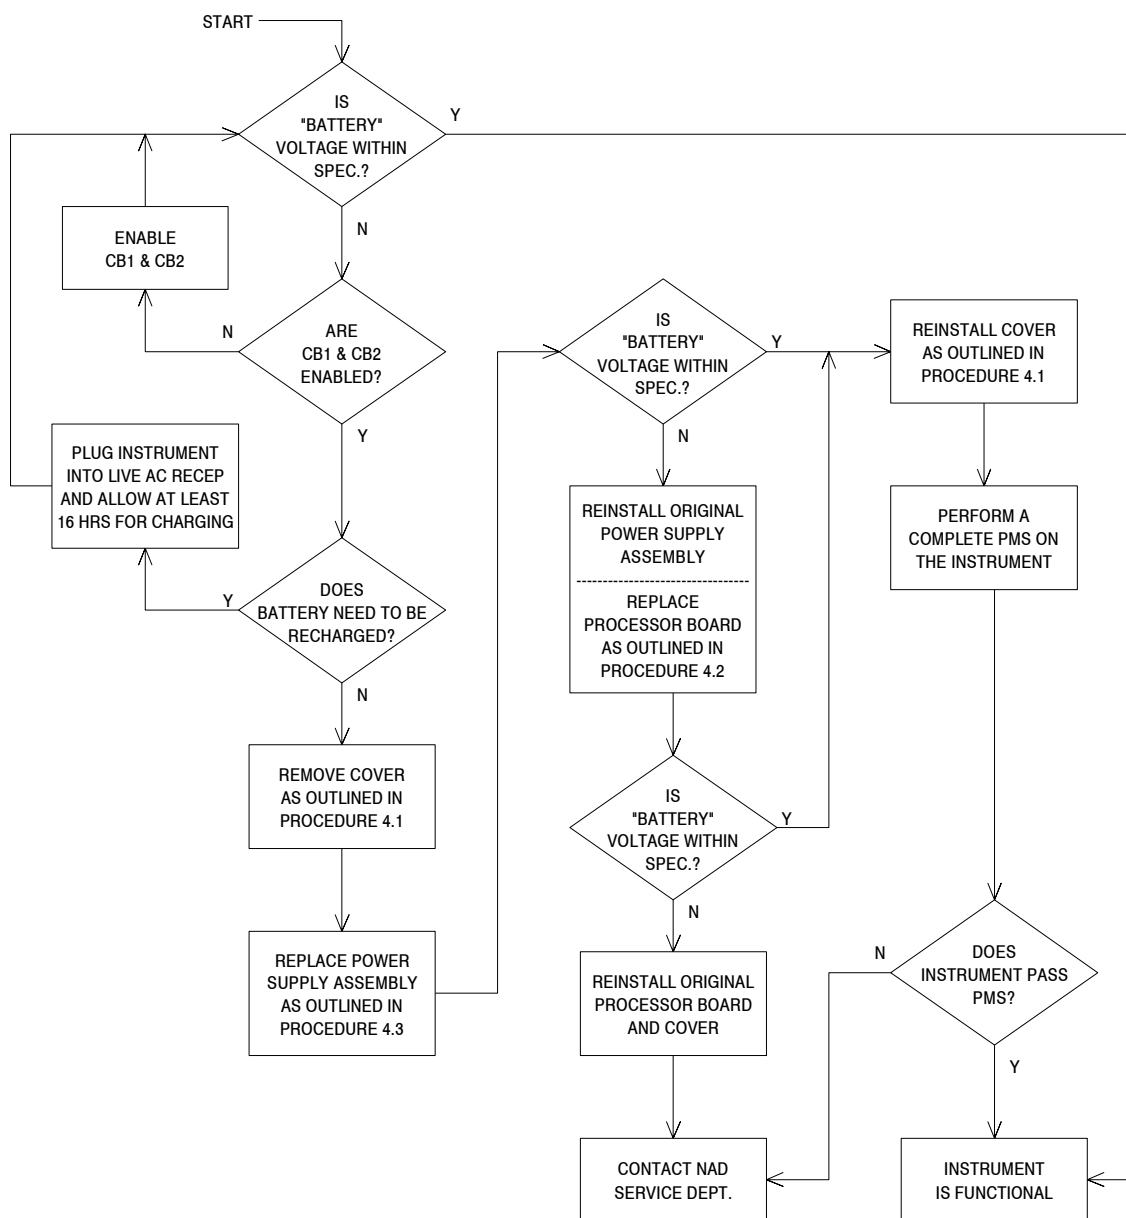 START
IS
"BATTERY"
VOLTAGE WITHIN
SPEC.?
Y
N
ENABLE
CB1 & CB2
N
ARE
CB1 & CB2
ENABLED?
Y
PLUG INSTRUMENT
INTO LIVE AC RECEP
AND ALLOW AT LEAST
16 HRS FOR CHARGING
Y
DOES
BATTERY NEED TO BE
RECHARGED?
N
REMOVE COVER
AS OUTLINED IN
PROCEDURE 4.1
REPLACE POWER
SUPPLY ASSEMBLY
AS OUTLINED IN
PROCEDURE 4.3
IS
"BATTERY"
VOLTAGE WITHIN
SPEC.?
Y
N
REINSTALL ORIGINAL
POWER SUPPLY
ASSEMBLY
REPLACE
PROCESSOR BOARD
AS OUTLINED IN
PROCEDURE 4.2
IS
"BATTERY"
VOLTAGE WITHIN
SPEC.?
Y
N
REINSTALL ORIGINAL
PROCESSOR BOARD
AND COVER
CONTACT NAD
SERVICE DEPT.
REINSTALL COVER
AS OUTLINED IN
PROCEDURE 4.1
PERFORM A
COMPLETE PMS ON
THE INSTRUMENT
N
DOES
INSTRUMENT PASS
PMS?
Y
INSTRUMENT
IS FUNCTIONAL